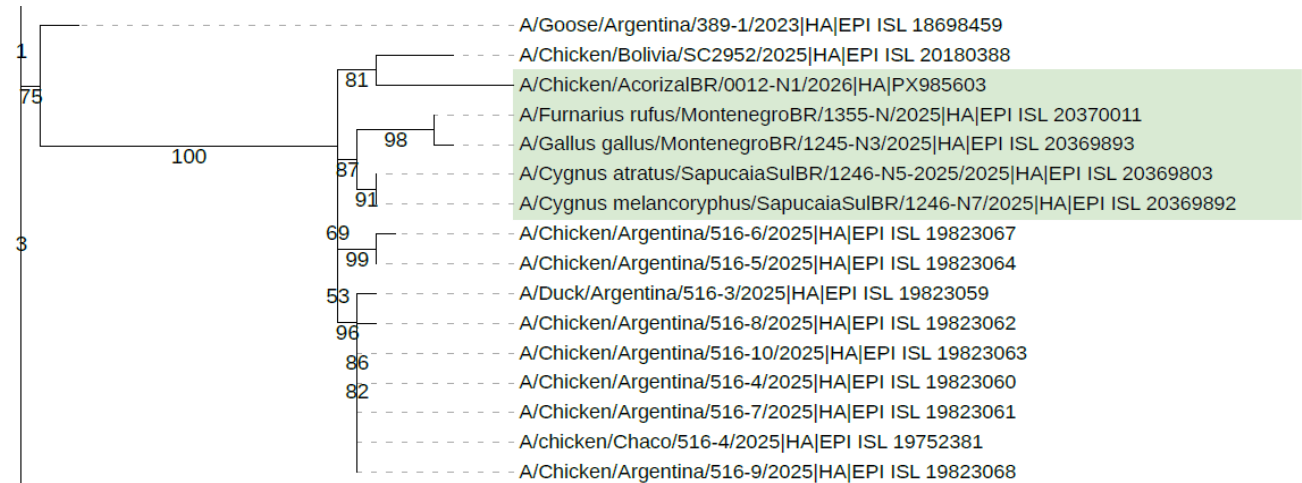 A/Goose/Argentina/389-1/2023|HA|EPI ISL 18698459
1
A/Chicken/Bolivia/SC2952/2025|HA|EPI ISL 20180388
81
A/Chicken/AcorizalBR/0012-N1/2026|HA|PX985603
75
A/Furnarius rufus/MontenegroBR/1355-N/2025|HA|EPI ISL 20370011
98
A/Gallus gallus/MontenegroBR/1245-N3/2025|HA|EPI ISL 20369893
100
87
A/Cygnus atratus/SapucaiaSulBR/1246-N5-2025/2025|HA|EPI ISL 20369803
91
A/Cygnus melancoryphus/SapucaiaSulBR/1246-N7/2025|HA|EPI ISL 20369892
69
A/Chicken/Argentina/516-6/2025|HA|EPI ISL 19823067
3
99
A/Chicken/Argentina/516-5/2025|HA|EPI ISL 19823064
53
A/Duck/Argentina/516-3/2025|HA|EPI ISL 19823059
A/Chicken/Argentina/516-8/2025|HA|EPI ISL 19823062
96
A/Chicken/Argentina/516-10/2025|HA|EPI ISL 19823063
86
A/Chicken/Argentina/516-4/2025|HA|EPI ISL 19823060
82
A/Chicken/Argentina/516-7/2025|HA|EPI ISL 19823061
A/chicken/Chaco/516-4/2025|HA|EPI ISL 19752381
A/Chicken/Argentina/516-9/2025|HA|EPI ISL 19823068